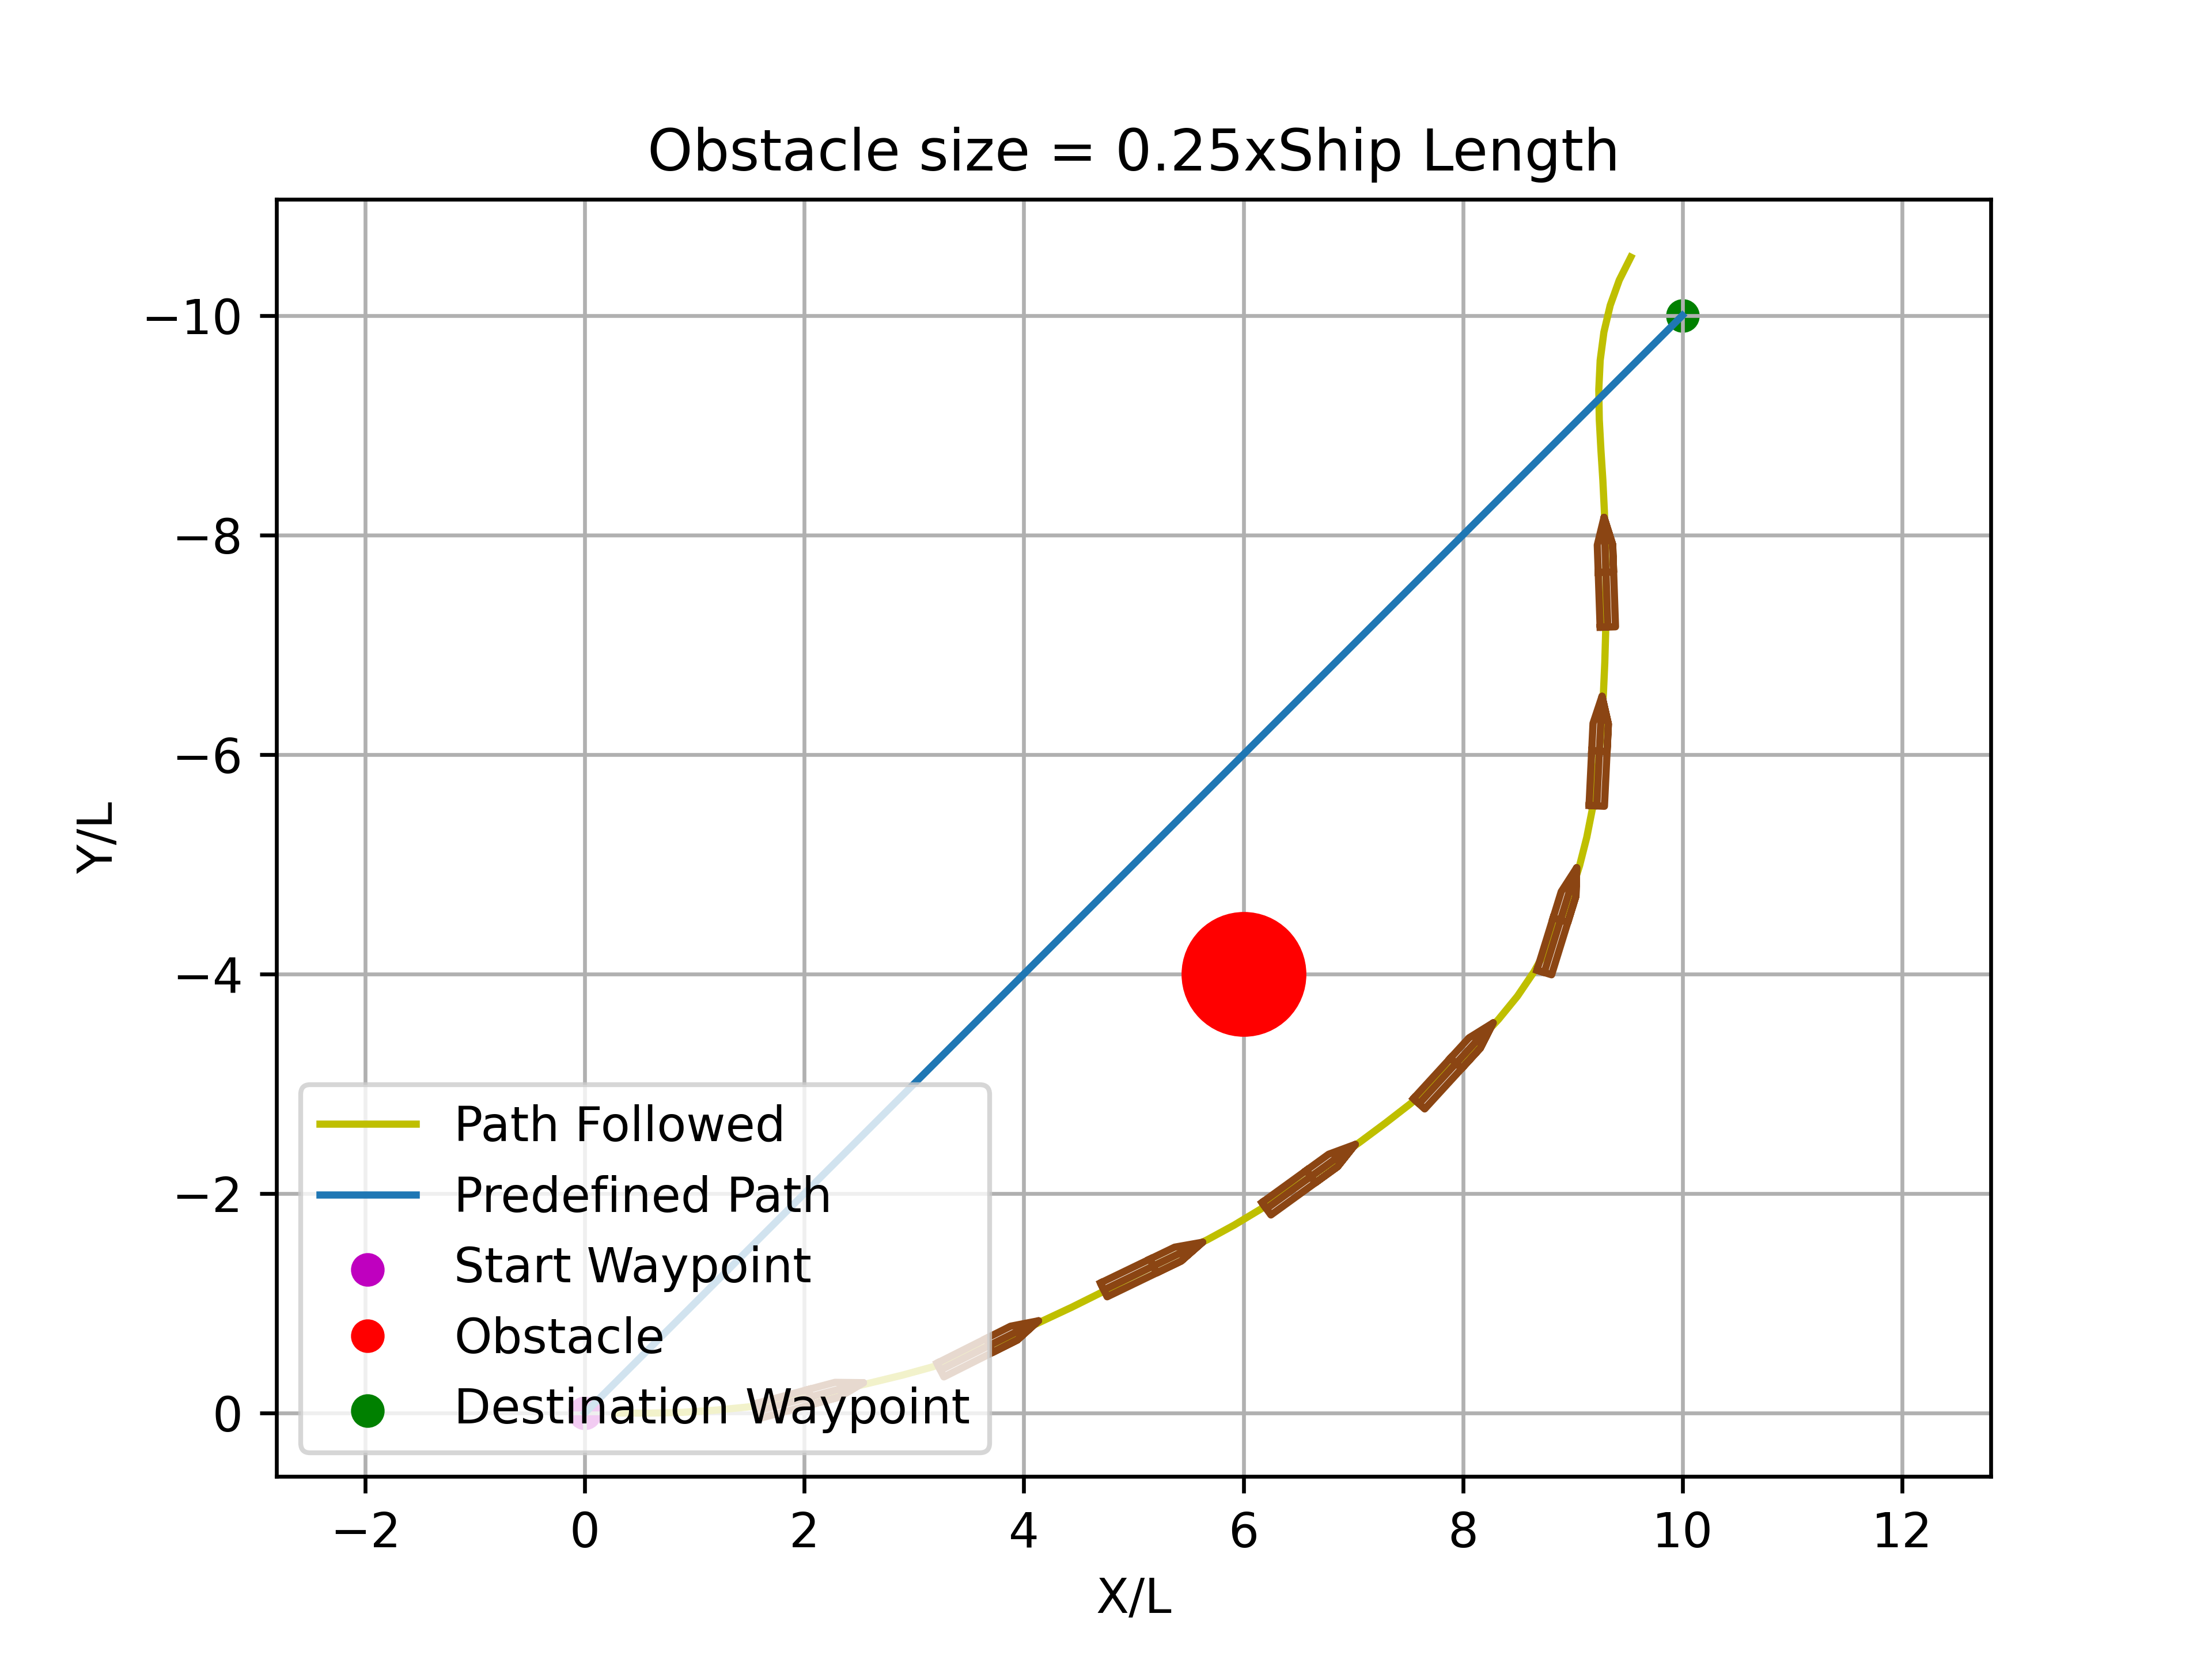 Obstacle size = 0.25xShip Length
−10
−8
−6
−4
−2
0
Y/L
Path Followed
Predefined Path
Start Waypoint
Obstacle
Destination Waypoint
−2 0 2 4 6 8 10 12
X/L